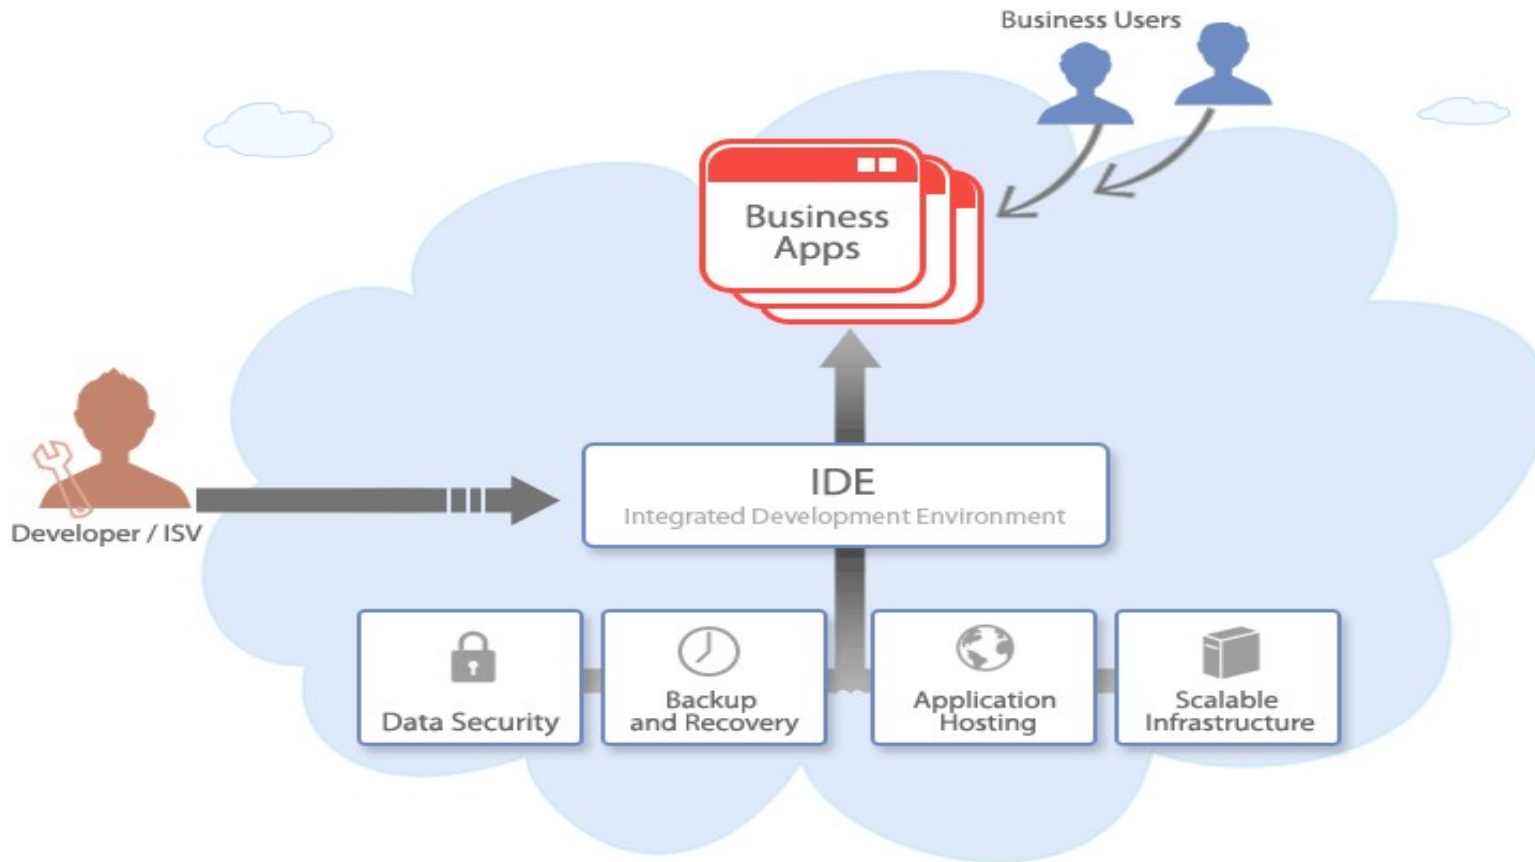 Business Users
Business
Apps
IDE
Integrated Development Environment
Developer / ISV
Data Security
Backup
and Recovery
Application
Hosting
Scalable
Infrastructure